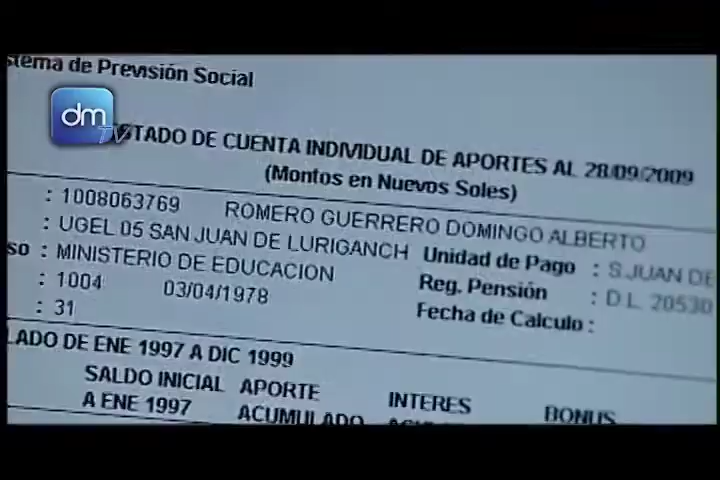 stema de Previsión Social
dm
TV
TADO DE CUENTA INDIVIDUAL DE APORTES AL 28/09/2009
(Montos en Nuevos Soles)
: 1008063769 ROMERO GUERRERO DOMINGO ALBERTO
: UGEL 05 SAN JUAN DE LURIGANCH Unidad de Pago : S.JUAN DE
so : MINISTERIO DE EDUCACION Reg. Pensión : D L. 20530
: 1004 03/04/1978 Fecha de Calculo :
: 31
LADO DE ENE 1997 A DIC 1999
SALDO INICIAL APORTE INTERES BONUS
A ENE 1997 ACUMULADO